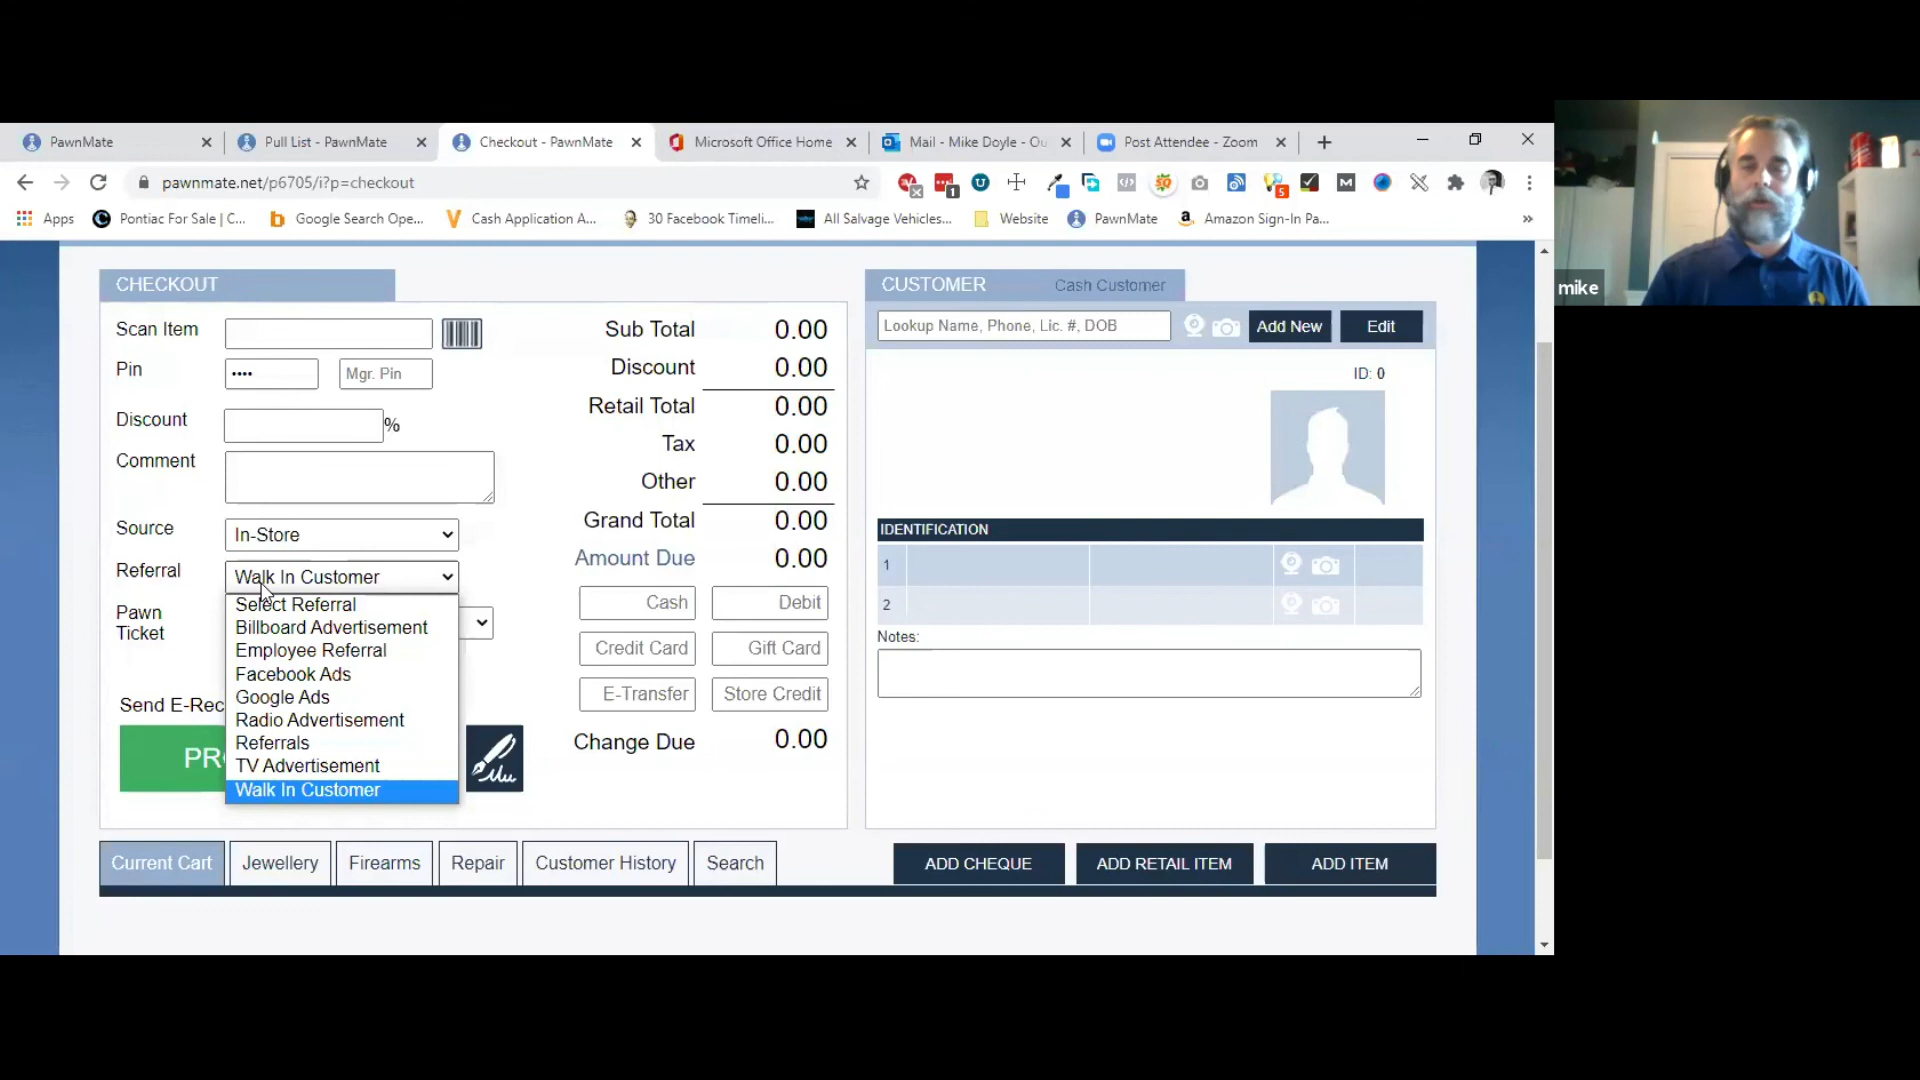 PawnMate
Pull List - PawnMate
Checkout - PawnMate
Microsoft Office Home
Mail - Mike Doyle - Ou
Post Attendee - Zoom
pawnmate.net/p6705/i?p=checkout
Apps
Pontiac For Sale | C...
Google Search Ope...
Cash Application A...
30 Facebook Timeli...
All Salvage Vehicles...
Website
PawnMate
Amazon Sign-In Pa...
mike
CHECKOUT
Scan Item
Pin
••••
Mgr. Pin
Discount
%
Comment
Source
In-Store
Referral
Walk In Customer
Select Referral
Billboard Advertisement
Employee Referral
Facebook Ads
Google Ads
Radio Advertisement
Referrals
TV Advertisement
Walk In Customer
Pawn
Ticket
Send E-Rec
PR
Sub Total 0.00
Discount 0.00
Retail Total 0.00
Tax 0.00
Other 0.00
Grand Total 0.00
Amount Due 0.00
Cash
Debit
Credit Card
Gift Card
E-Transfer
Store Credit
Change Due 0.00
CUSTOMER
Cash Customer
Lookup Name, Phone, Lic. #, DOB
Add New
Edit
ID: 0
IDENTIFICATION
1
2
Notes:
Current Cart
Jewellery
Firearms
Repair
Customer History
Search
ADD CHEQUE
ADD RETAIL ITEM
ADD ITEM